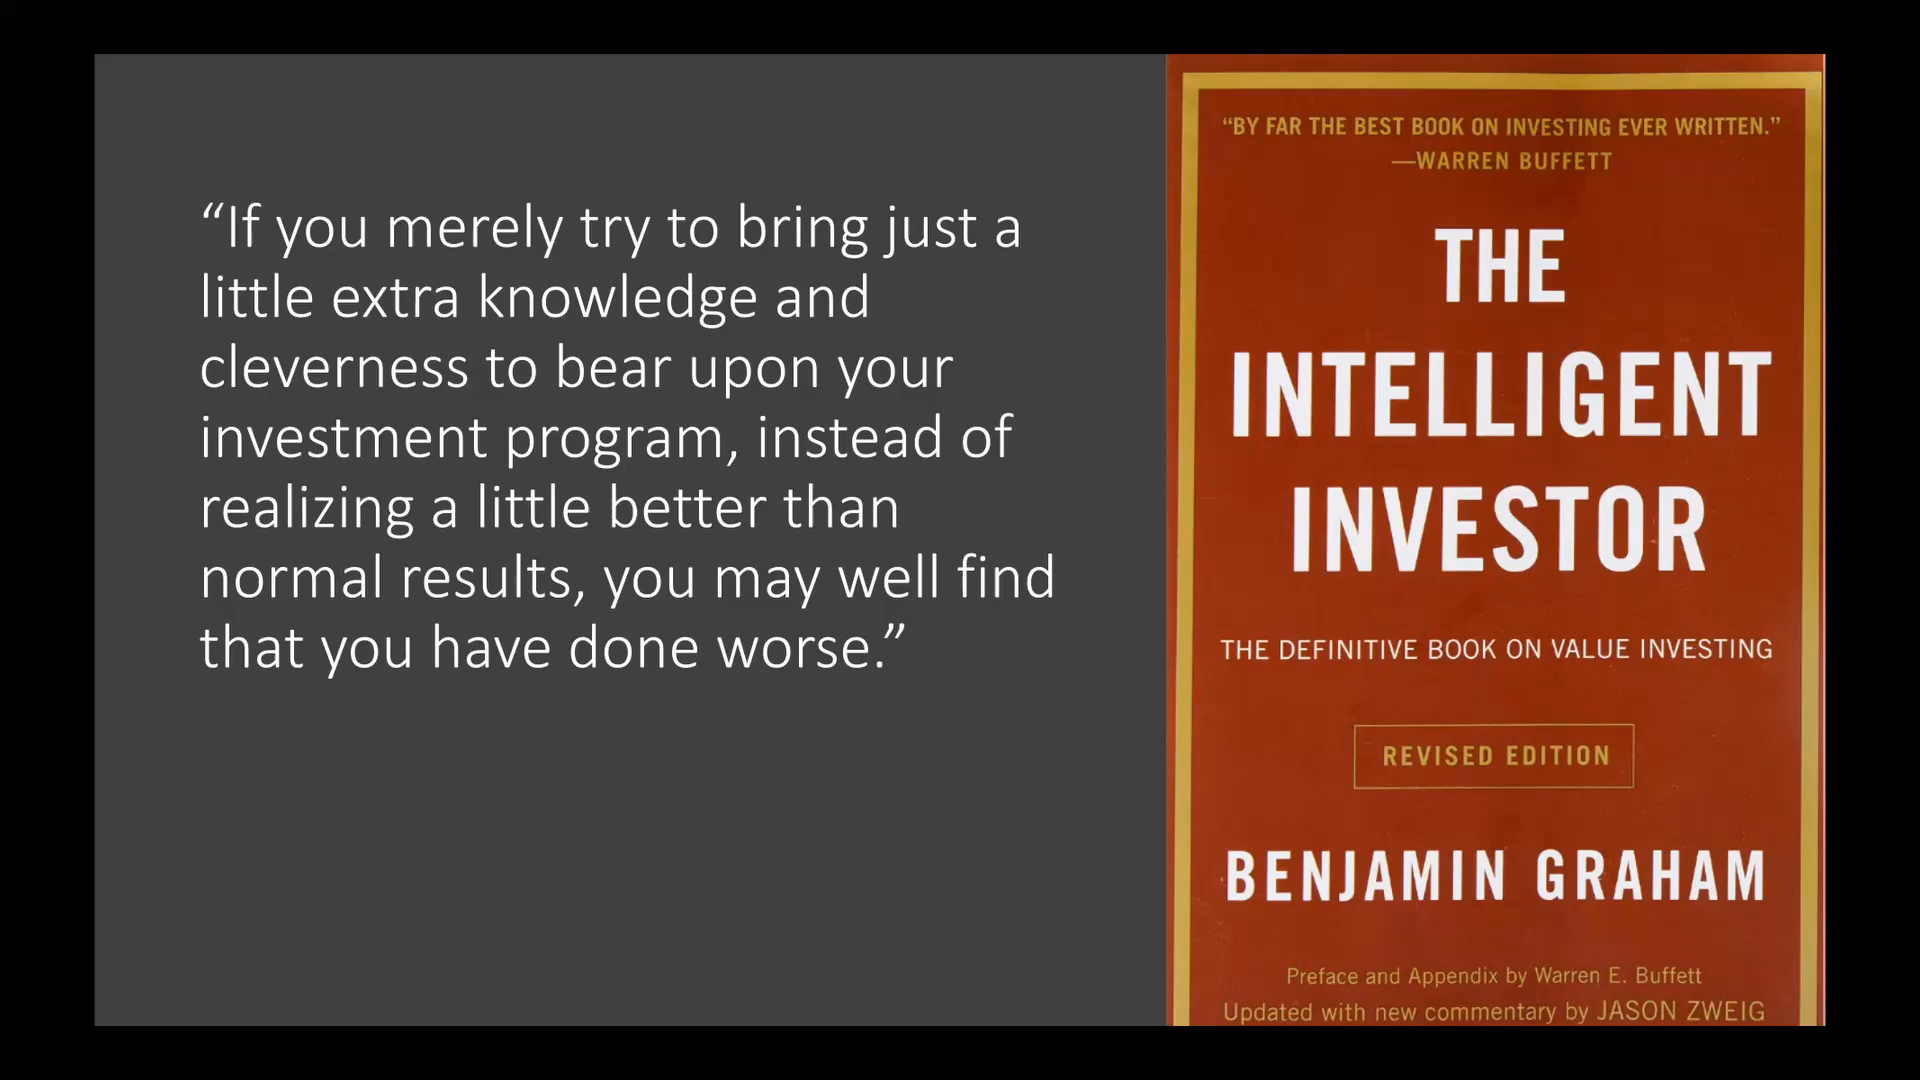 “If you merely try to bring just a
little extra knowledge and
cleverness to bear upon your
investment program, instead of
realizing a little better than
normal results, you may well find
that you have done worse.”
“BY FAR THE BEST BOOK ON INVESTING EVER WRITTEN.”
—WARREN BUFFETT
THE
INTELLIGENT
INVESTOR
THE DEFINITIVE BOOK ON VALUE INVESTING
REVISED EDITION
BENJAMIN GRAHAM
Preface and Appendix by Warren E. Buffett
Updated with new commentary by JASON ZWEIG